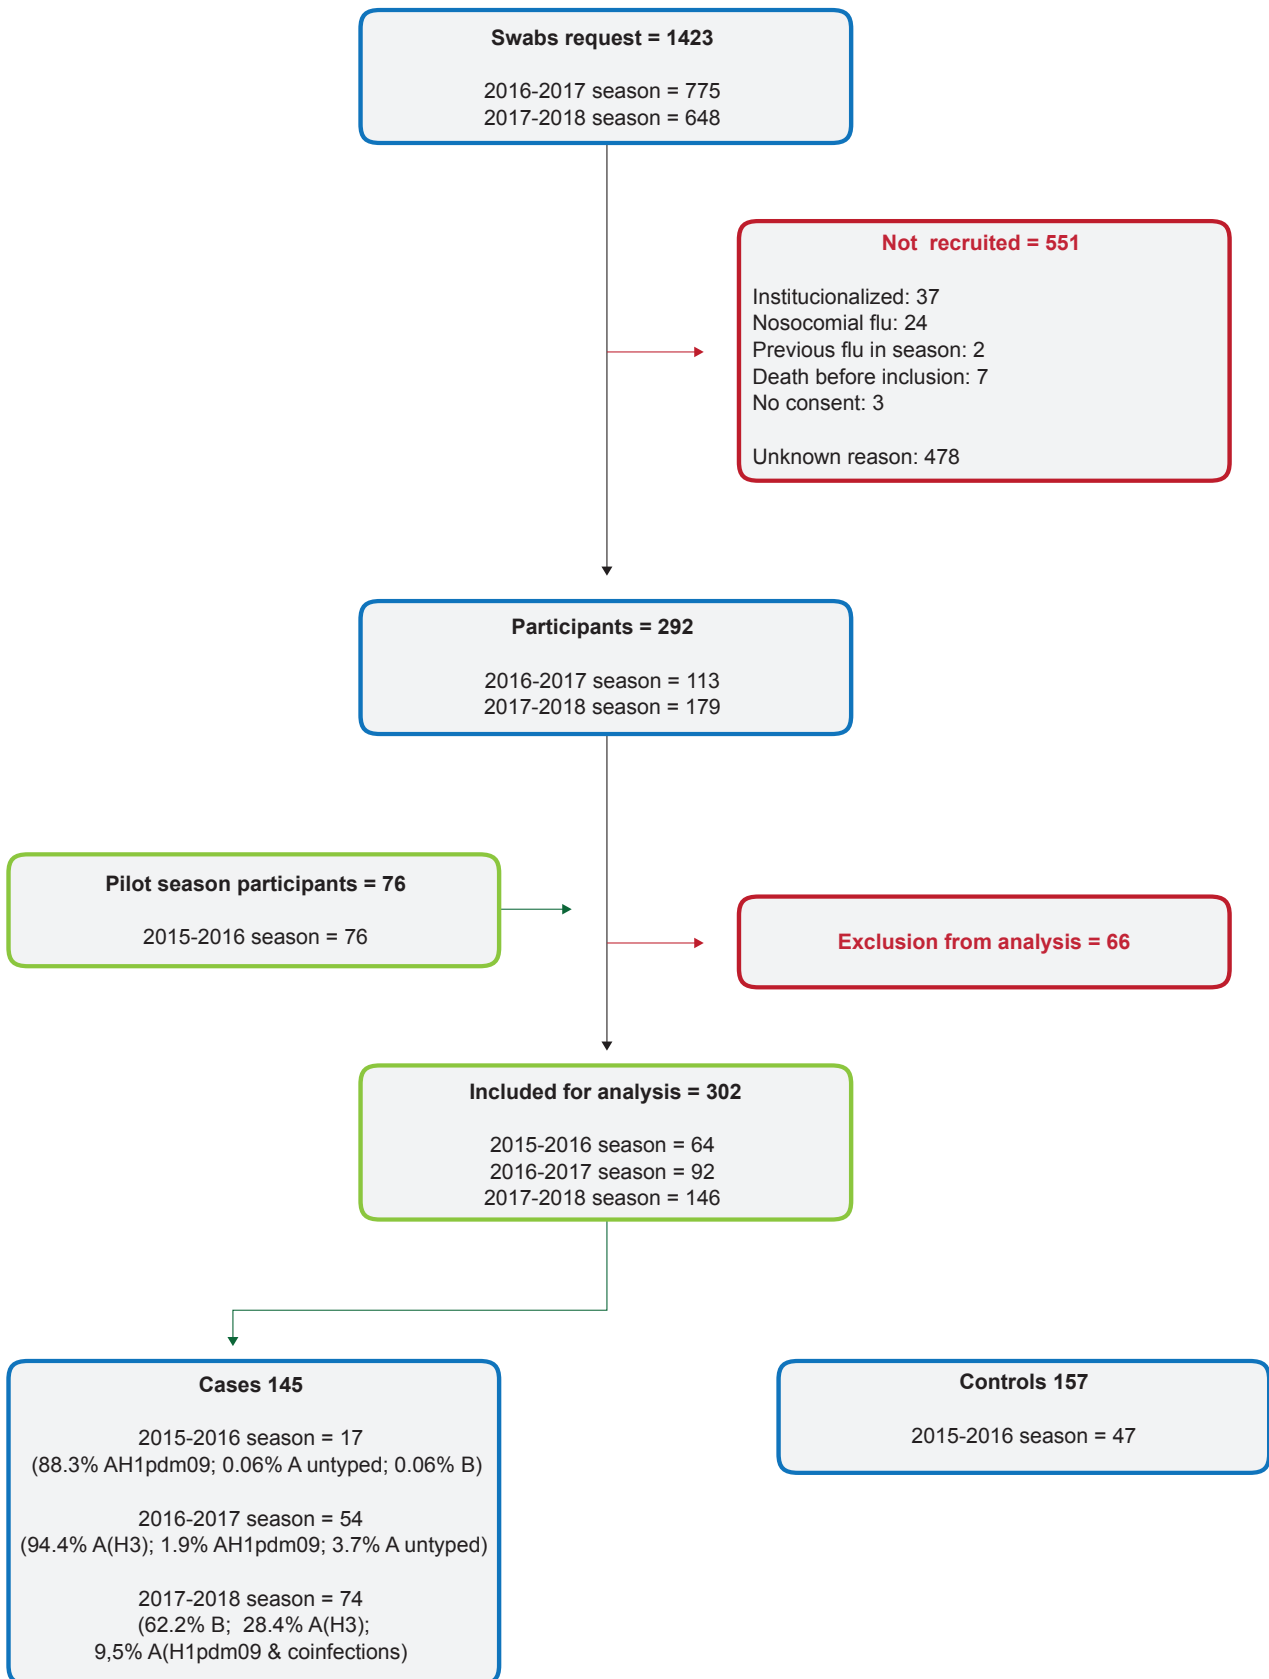 Swabs request = 1423
2016-2017 season = 775
2017-2018 season = 648
Not  recruited = 551
Institucionalized: 37
Nosocomial flu: 24
Previous flu in season: 2
Death before inclusion: 7
No consent: 3
Unknown reason: 478
Participants = 292
2016-2017 season = 113
2017-2018 season = 179
Pilot season participants = 76
2015-2016 season = 76
Exclusion from analysis = 66
Included for analysis = 302
2015-2016 season = 64
2016-2017 season = 92
2017-2018 season = 146
Cases 145
2015-2016 season = 17
(88.3% AH1pdm09; 0.06% A untyped; 0.06% B)
2016-2017 season = 54
(94.4% A(H3); 1.9% AH1pdm09; 3.7% A untyped)
2017-2018 season = 74
(62.2% B;  28.4% A(H3);
9,5% A(H1pdm09 & coinfections)
Controls 157
2015-2016 season = 47